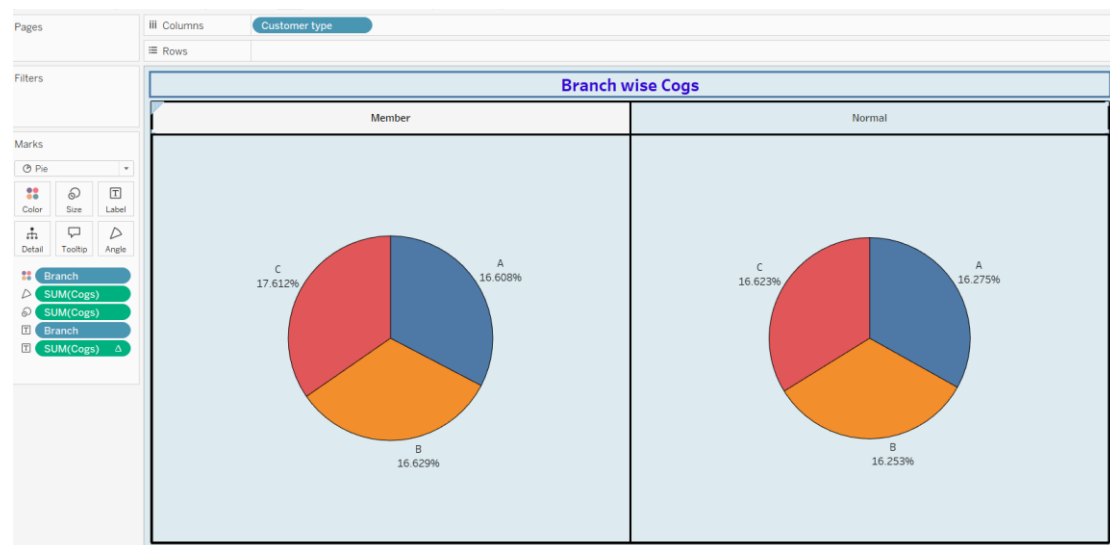 Pages
Columns
Customer type
Rows
Filters
Branch wise Cogs
Member
Normal
Marks
Pie
Color
Size
Label
Detail
Tooltip
Angle
Branch
SUM(Cogs)
SUM(Cogs)
Branch
SUM(Cogs) Δ
C
17.612%
A
16.608%
B
16.629%
C
16.623%
A
16.275%
B
16.253%